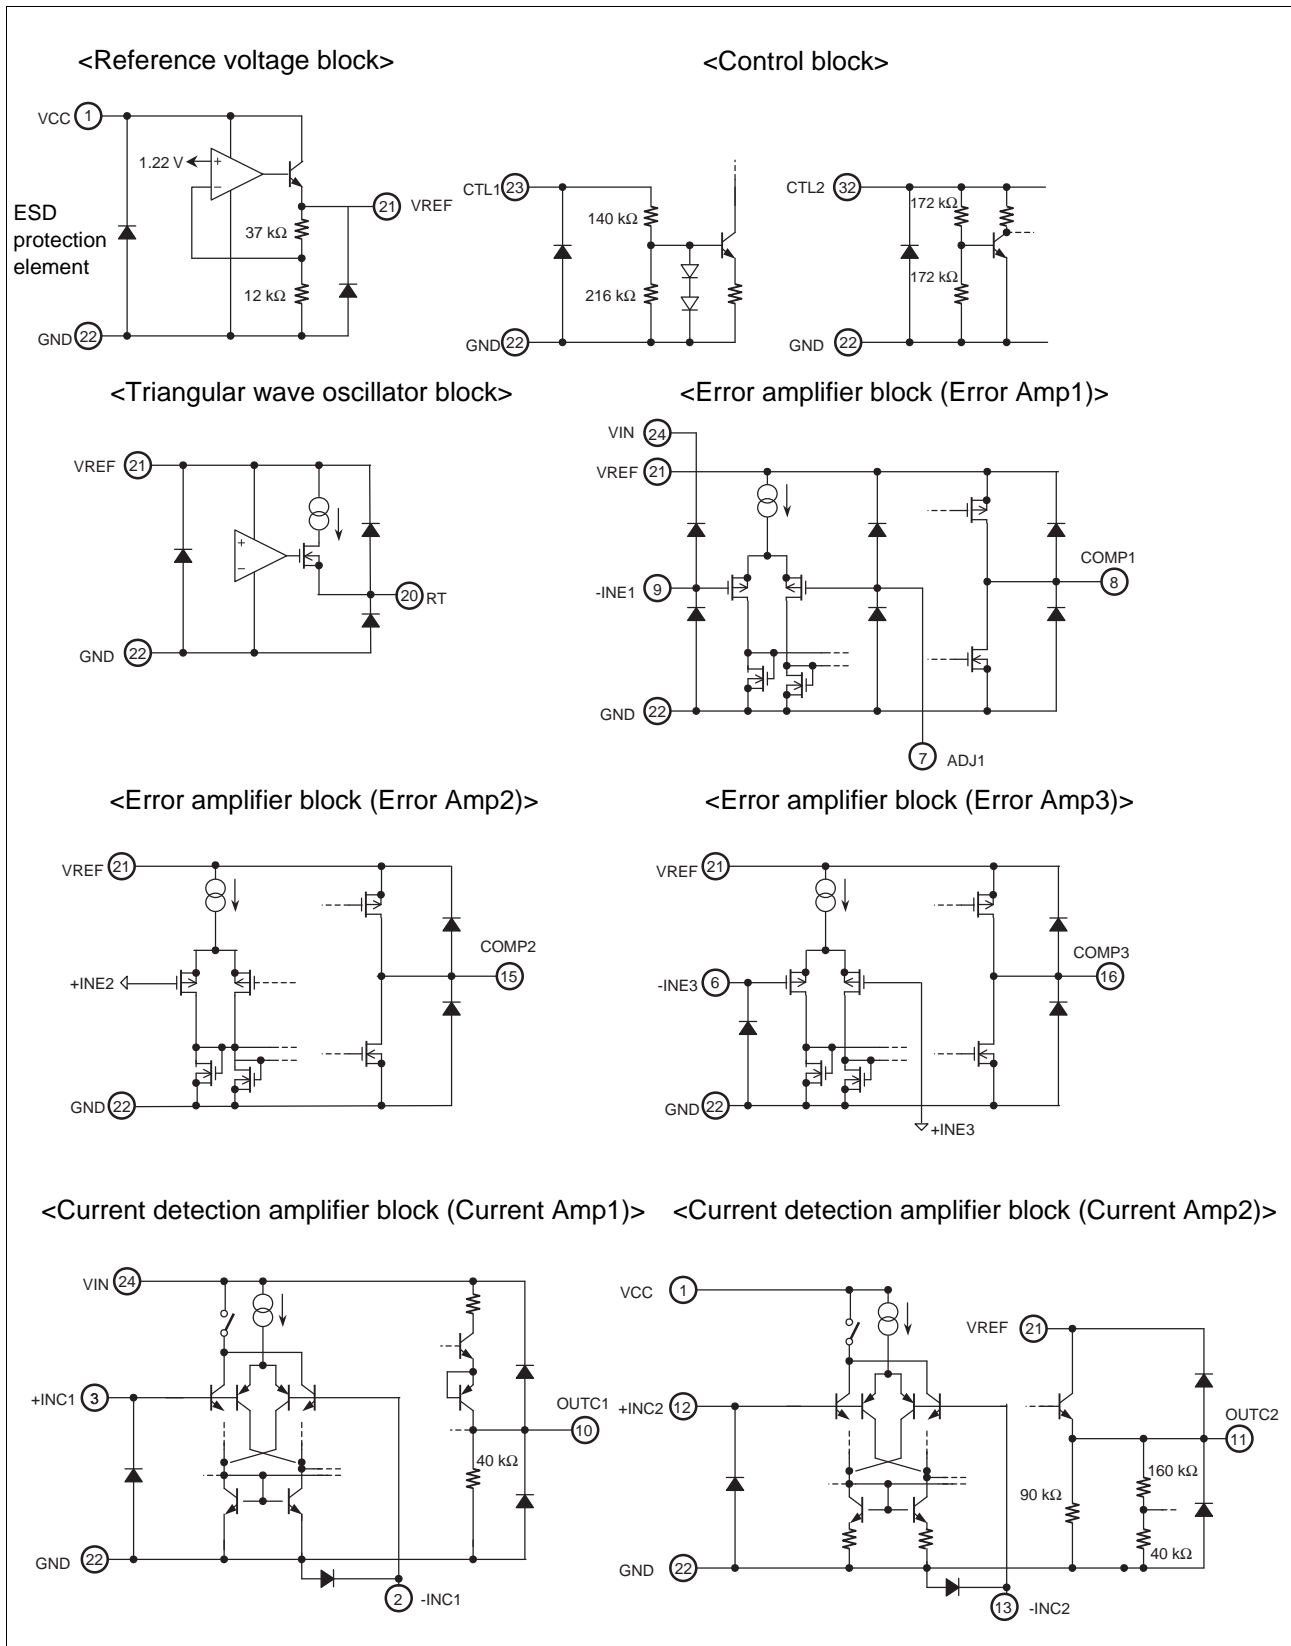 <Reference voltage block>
<Control block>
VCC 1
1.22 V
+
−
21 VREF
ESD
protection
element
37 kΩ
12 kΩ
GND 22
CTL1 23
140 kΩ
216 kΩ
GND 22
CTL2 32
172 kΩ
172 kΩ
GND 22
<Triangular wave oscillator block>
<Error amplifier block (Error Amp1)>
VREF 21
+
−
20 RT
GND 22
VIN 24
VREF 21
-INE1 9
COMP1
8
GND 22
7 ADJ1
<Error amplifier block (Error Amp2)>
<Error amplifier block (Error Amp3)>
VREF 21
+INE2
COMP2
15
GND 22
VREF 21
-INE3 6
COMP3
16
GND 22
+INE3
<Current detection amplifier block (Current Amp1)>
<Current detection amplifier block (Current Amp2)>
VIN 24
+INC1 3
OUTC1
10
40 kΩ
GND 22
2 -INC1
VCC 1
VREF 21
+INC2 12
OUTC2
11
160 kΩ
90 kΩ
40 kΩ
GND 22
13 -INC2